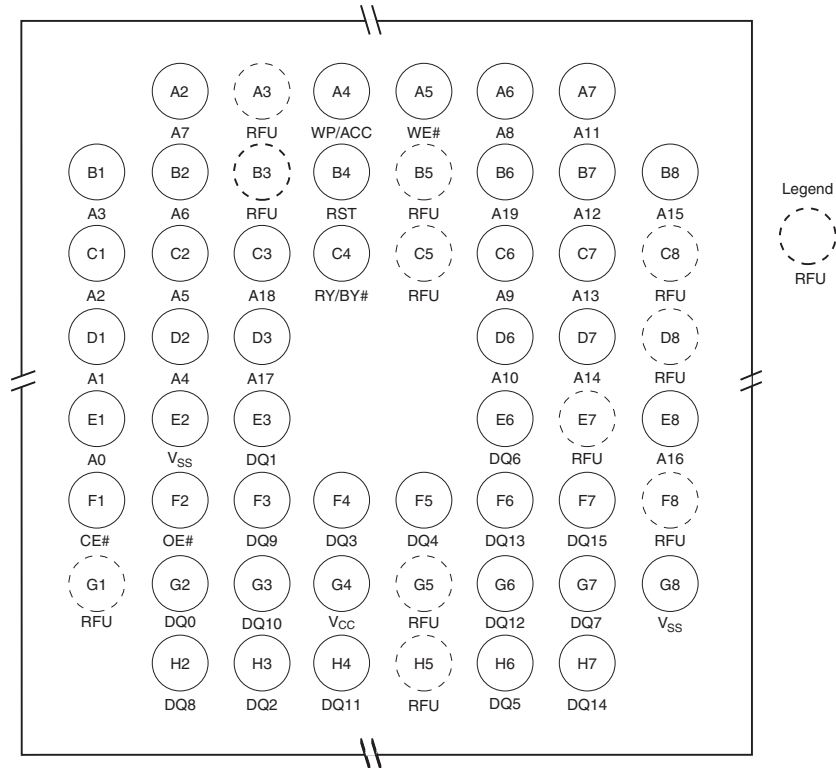 A2 A3 A4 A5 A6 A7
A7 RFU WP/ACC WE# A8 A11
B1 B2 B3 B4 B5 B6 B7 B8
A3 A6 RFU RST RFU A19 A12 A15
Legend
RFU
C1 C2 C3 C4 C5 C6 C7 C8
A2 A5 A18 RY/BY# RFU A9 A13 RFU
D1 D2 D3 D6 D7 D8
A1 A4 A17 A10 A14 RFU
E1 E2 E3 E6 E7 E8
A0 VSS DQ1 DQ6 RFU A16
F1 F2 F3 F4 F5 F6 F7 F8
CE# OE# DQ9 DQ3 DQ4 DQ13 DQ15 RFU
G1 G2 G3 G4 G5 G6 G7 G8
RFU DQ0 DQ10 VCC RFU DQ12 DQ7 VSS
H2 H3 H4 H5 H6 H7
DQ8 DQ2 DQ11 RFU DQ5 DQ14